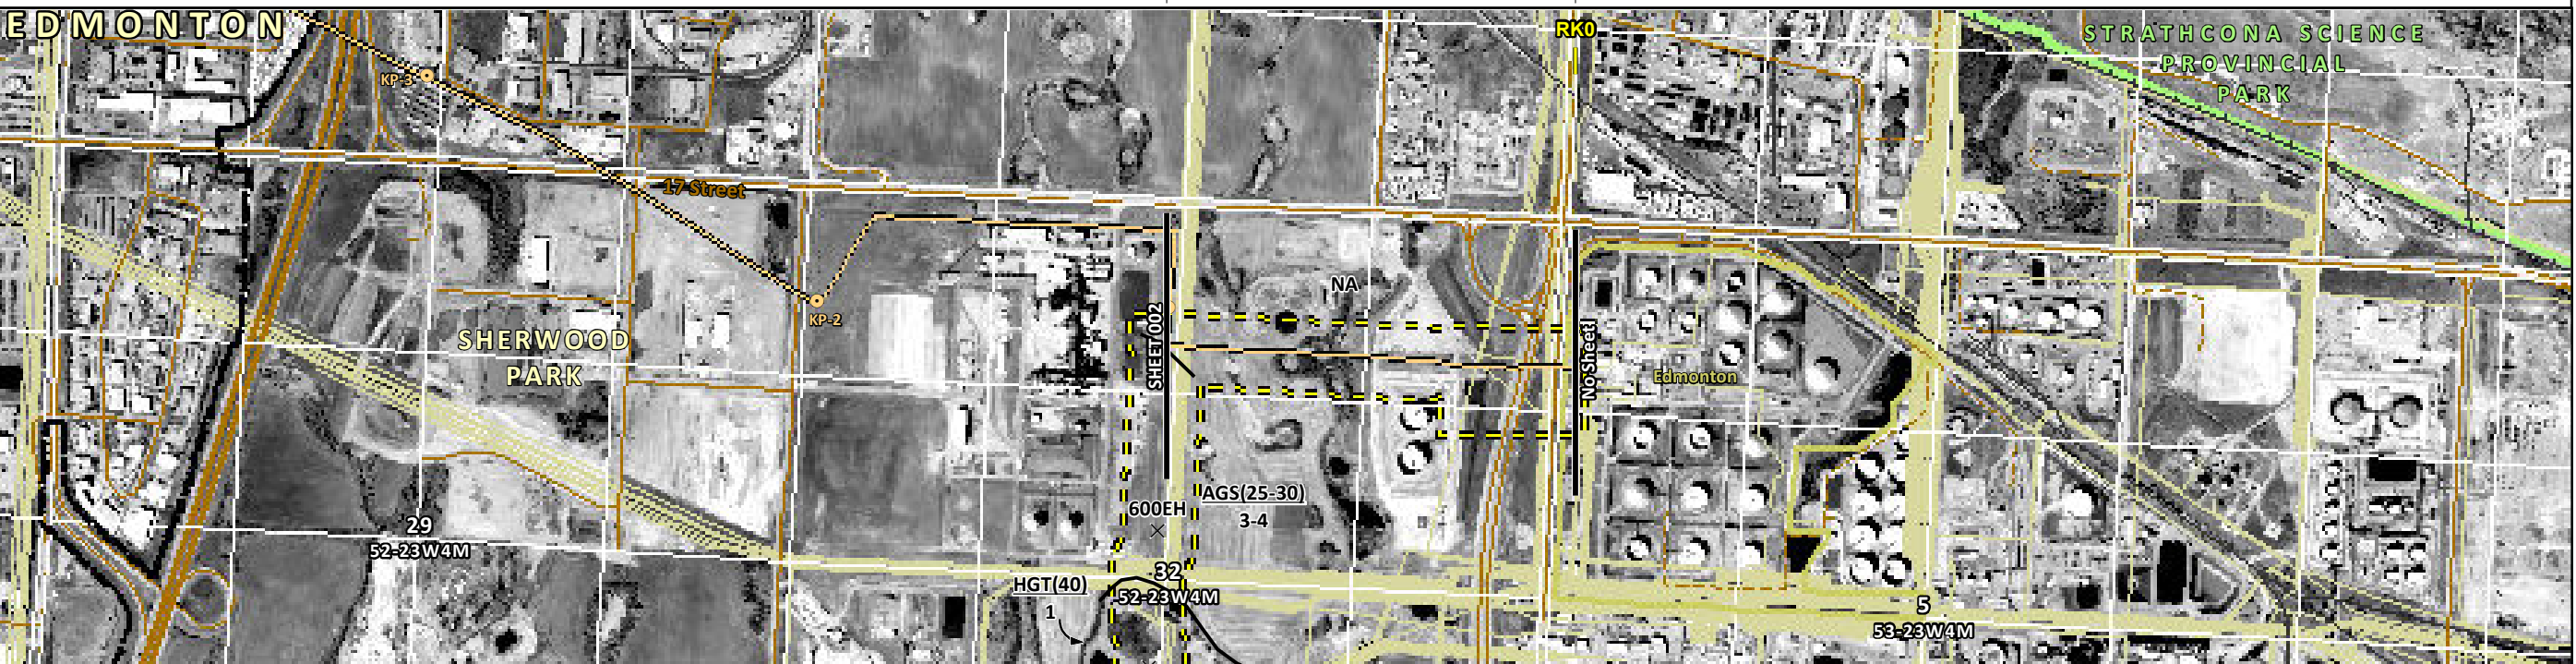 EDMONTON
RK0
STRATHCONA SCIENCE
PROVINCIAL
PARK
KP-3
17 Street
NA
KP-2
SHEET 002
No Sheet
SHERWOOD
PARK
Edmonton
29
52-23W4M
600EH
AGS(25-30)
3-4
HGT(40)
1
32
52-23W4M
5
53-23W4M